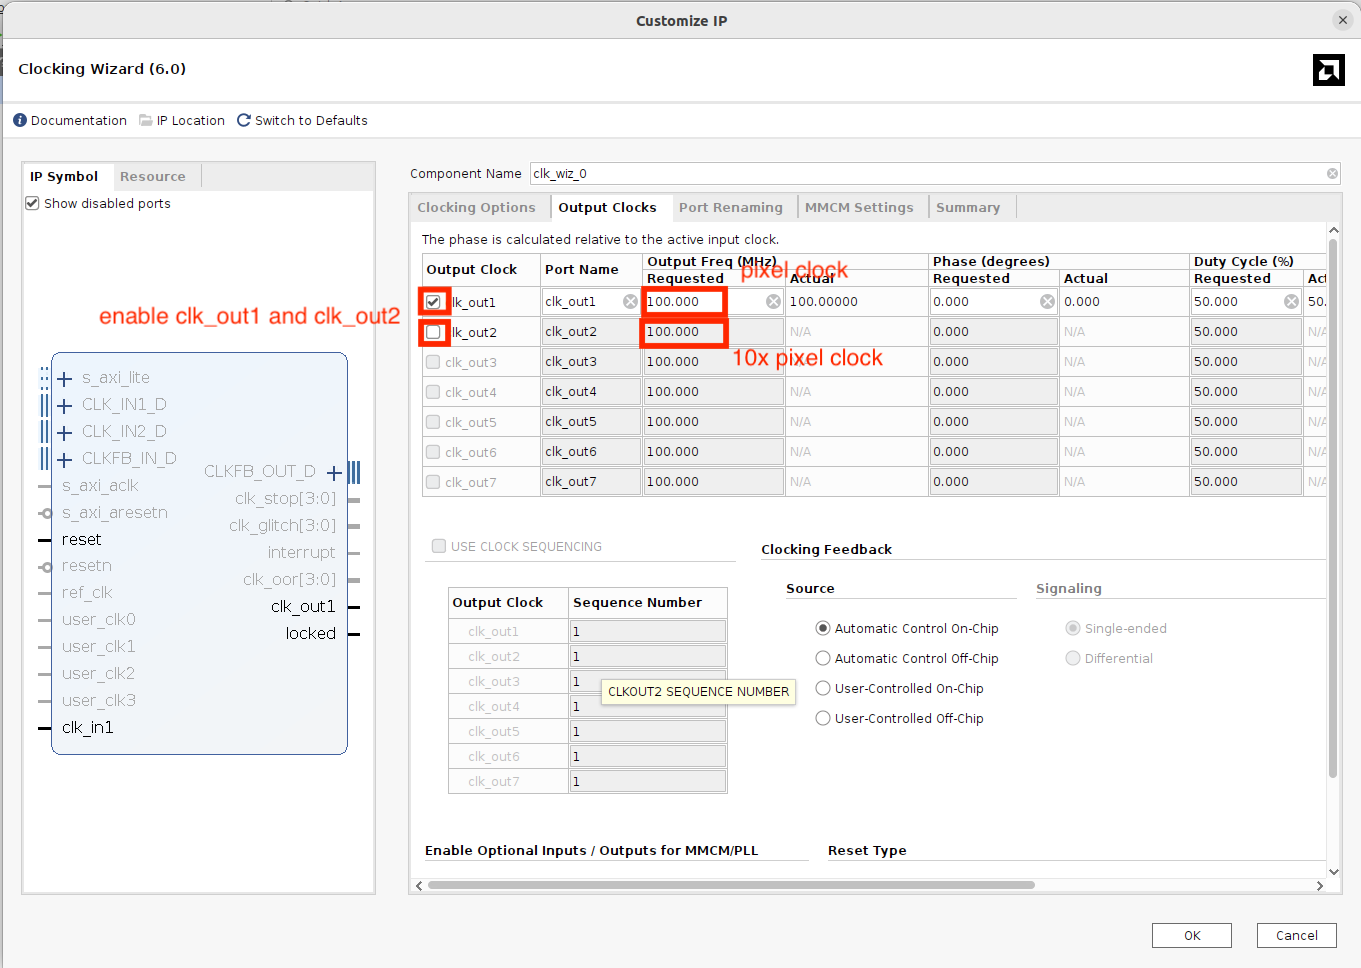 Customize IP
Clocking Wizard (6.0)
Documentation IP Location Switch to Defaults
IP Symbol Resource
Show disabled ports
enable clk_out1 and clk_out2
s_axi_lite
CLK_IN1_D
CLK_IN2_D
CLKFB_IN_D
CLKFB_OUT_D
s_axi_aclk
clk_stop[3:0]
s_axi_aresetn
clk_glitch[3:0]
reset
interrupt
resetn
clk_oor[3:0]
ref_clk
clk_out1
user_clk0
locked
user_clk1
user_clk2
user_clk3
clk_in1
Component Name clk_wiz_0
Clocking Options Output Clocks Port Renaming MMCM Settings Summary
The phase is calculated relative to the active input clock.
Output Clock Port Name Output Freq (MHz) Phase (degrees) Duty Cycle (%)
Requested Actual Requested Actual Requested Act
pixel clock
clk_out1 clk_out1 100.000 100.00000 0.000 0.000 50.000 50.
clk_out2 clk_out2 100.000 N/A 0.000 N/A 50.000 N/A
10x pixel clock
clk_out3 clk_out3 100.000 0.000 N/A 50.000 N/A
clk_out4 clk_out4 100.000 N/A 0.000 N/A 50.000 N/A
clk_out5 clk_out5 100.000 N/A 0.000 N/A 50.000 N/A
clk_out6 clk_out6 100.000 N/A 0.000 N/A 50.000 N/A
clk_out7 clk_out7 100.000 N/A 0.000 N/A 50.000 N/A
USE CLOCK SEQUENCING
Output Clock Sequence Number
clk_out1 1
clk_out2 1
clk_out3 1
CLKOUT2 SEQUENCE NUMBER
clk_out4 1
clk_out5 1
clk_out6 1
clk_out7 1
Clocking Feedback
Source Signaling
Automatic Control On-Chip Single-ended
Automatic Control Off-Chip Differential
User-Controlled On-Chip
User-Controlled Off-Chip
Enable Optional Inputs / Outputs for MMCM/PLL Reset Type
OK Cancel